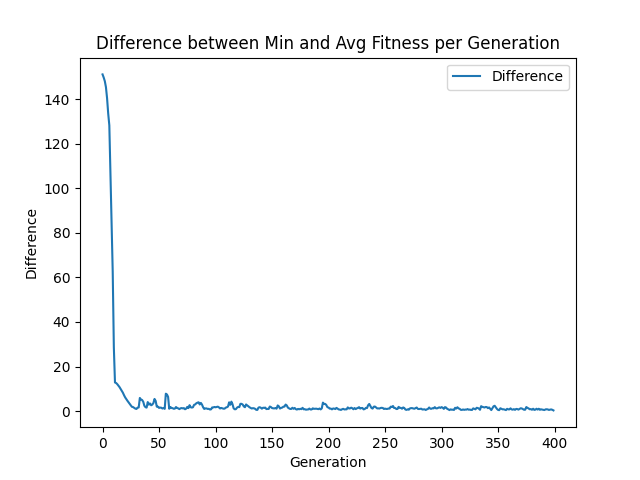 Difference between Min and Avg Fitness per Generation
Difference
140
120
100
80
60
40
20
0
Difference
0 50 100 150 200 250 300 350 400
Generation